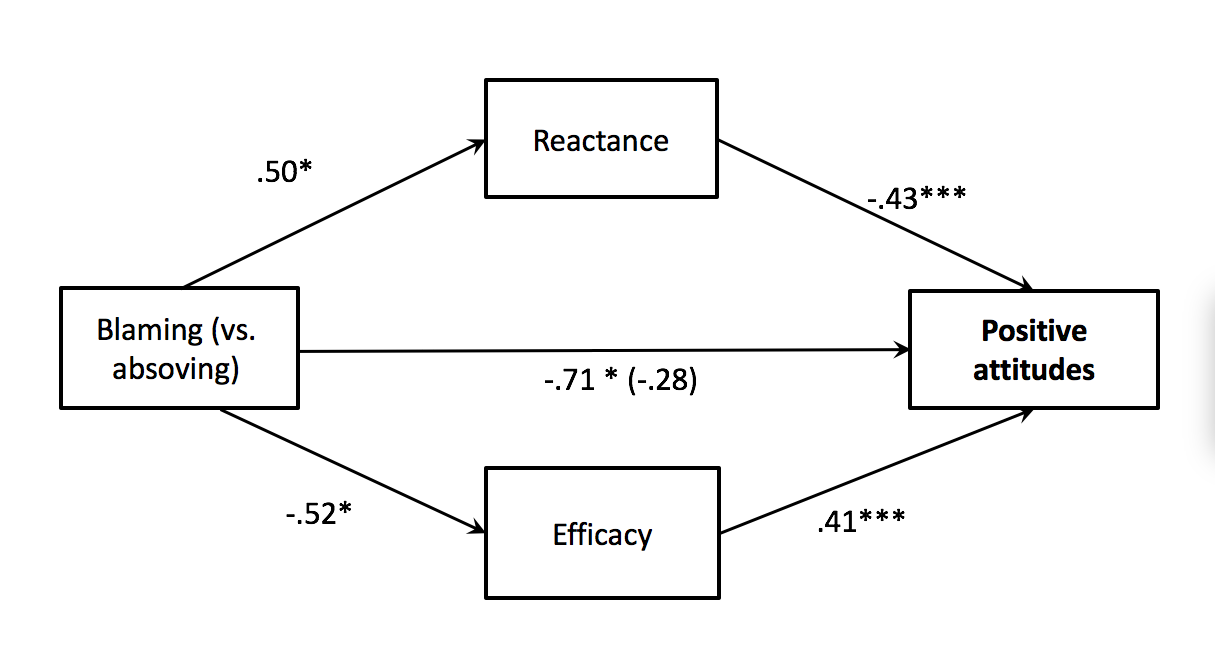 Reactance
.50*
-.43***
Blaming (vs.
absoving)
Positive
attitudes
-.71 * (-.28)
-.52*
.41***
Efficacy